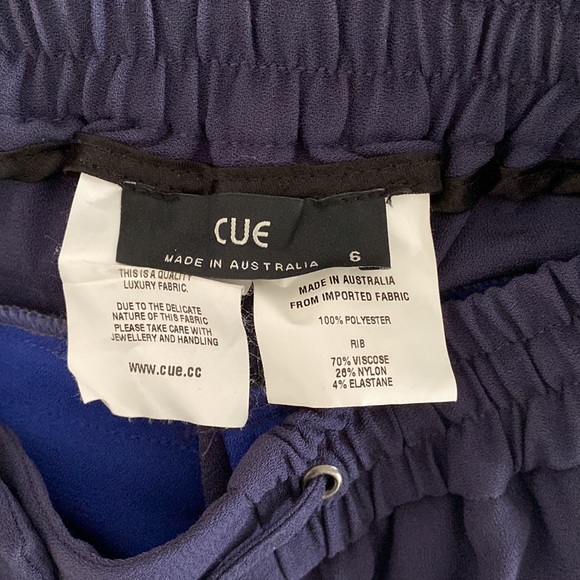 CUE
MADE IN AUSTRALIA 6
THIS IS A QUALITY
LUXURY FABRIC.
DUE TO THE DELICATE
NATURE OF THIS FABRIC
PLEASE TAKE CARE WITH
JEWELLERY AND HANDLING
www.cue.cc
MADE IN AUSTRALIA
FROM IMPORTED FABRIC
100% POLYESTER
RIB
70% VISCOSE
26% NYLON
4% ELASTANE